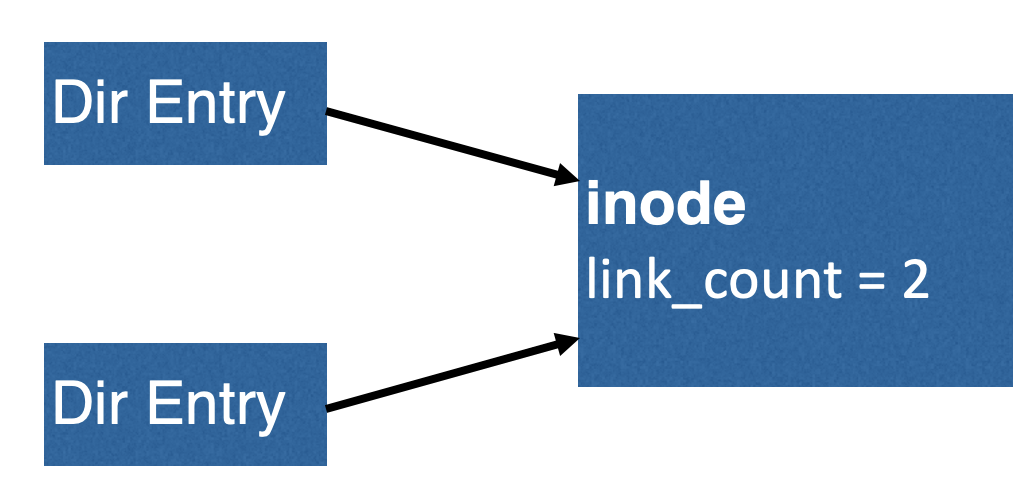 Dir Entry
inode
link_count = 2
Dir Entry